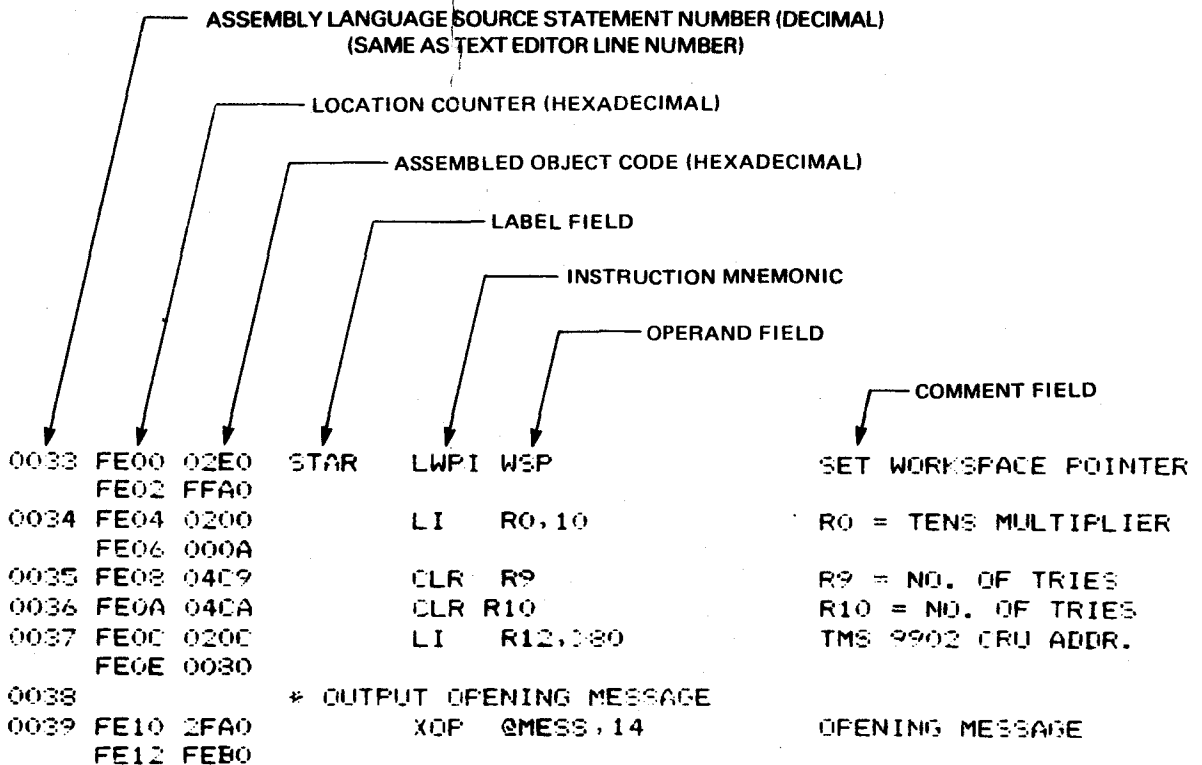 ASSEMBLY LANGUAGE SOURCE STATEMENT NUMBER (DECIMAL)
(SAME AS TEXT EDITOR LINE NUMBER)
LOCATION COUNTER (HEXADECIMAL)
ASSEMBLED OBJECT CODE (HEXADECIMAL)
LABEL FIELD
INSTRUCTION MNEMONIC
OPERAND FIELD
COMMENT FIELD
0033 FE00 02E0 STAR LWPI WSP SET WORKSPACE POINTER
FE02 FFA0
0034 FE04 0200 LI R0,10 R0 = TENS MULTIPLIER
FE06 000A
0035 FE08 04C9 CLR R9 R9 = NO. OF TRIES
0036 FE0A 04CA CLR R10 R10 = NO. OF TRIES
0037 FE0C 020C LI R12,>80 TMS 9902 CRU ADDR.
FE0E 0080
0038 * OUTPUT OPENING MESSAGE
0039 FE10 2FA0 XOP @MESS,14 OPENING MESSAGE
FE12 FEB0